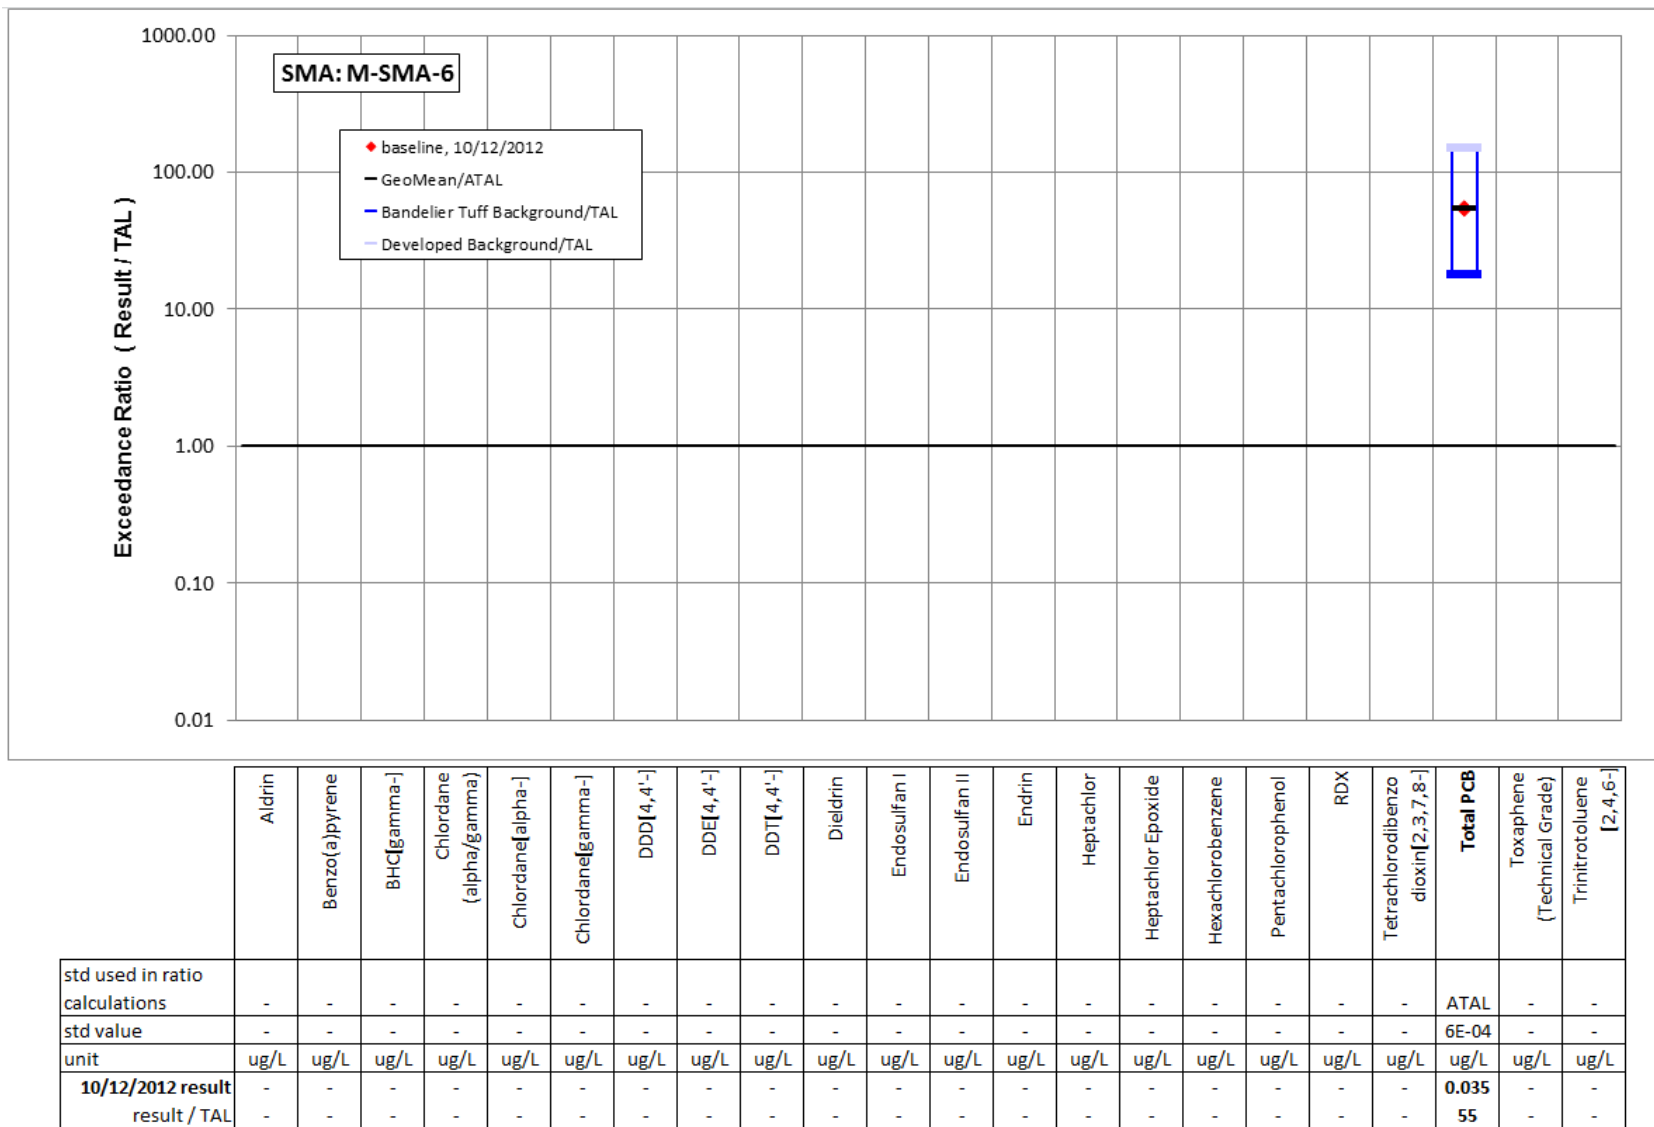 1000.00
SMA: M-SMA-6
baseline, 10/12/2012
GeoMean/ATAL
Bandelier Tuff Background/TAL
Developed Background/TAL
100.00
10.00
1.00
0.10
0.01
Exceedance Ratio ( Result / TAL )
Aldrin
Benzo(a)pyrene
BHC[gamma-]
Chlordane
(alpha/gamma)
Chlordane[alpha-]
Chlordane[gamma-]
DDD[4,4'-]
DDE[4,4'-]
DDT[4,4'-]
Dieldrin
Endosulfan I
Endosulfan II
Endrin
Heptachlor
Heptachlor Epoxide
Hexachlorobenzene
Pentachlorophenol
RDX
Tetrachlorodibenzo
dioxin[2,3,7,8-]
Total PCB
Toxaphene
(Technical Grade)
Trinitrotoluene
[2,4,6-]
std used in ratio
calculations - - - - - - - - - - - - - - - - - - - ATAL - -
std value - - - - - - - - - - - - - - - - - - - 6E-04 - -
unit ug/L ug/L ug/L ug/L ug/L ug/L ug/L ug/L ug/L ug/L ug/L ug/L ug/L ug/L ug/L ug/L ug/L ug/L ug/L ug/L ug/L ug/L
10/12/2012 result - - - - - - - - - - - - - - - - - - - 0.035 - -
result / TAL - - - - - - - - - - - - - - - - - - - 55 - -